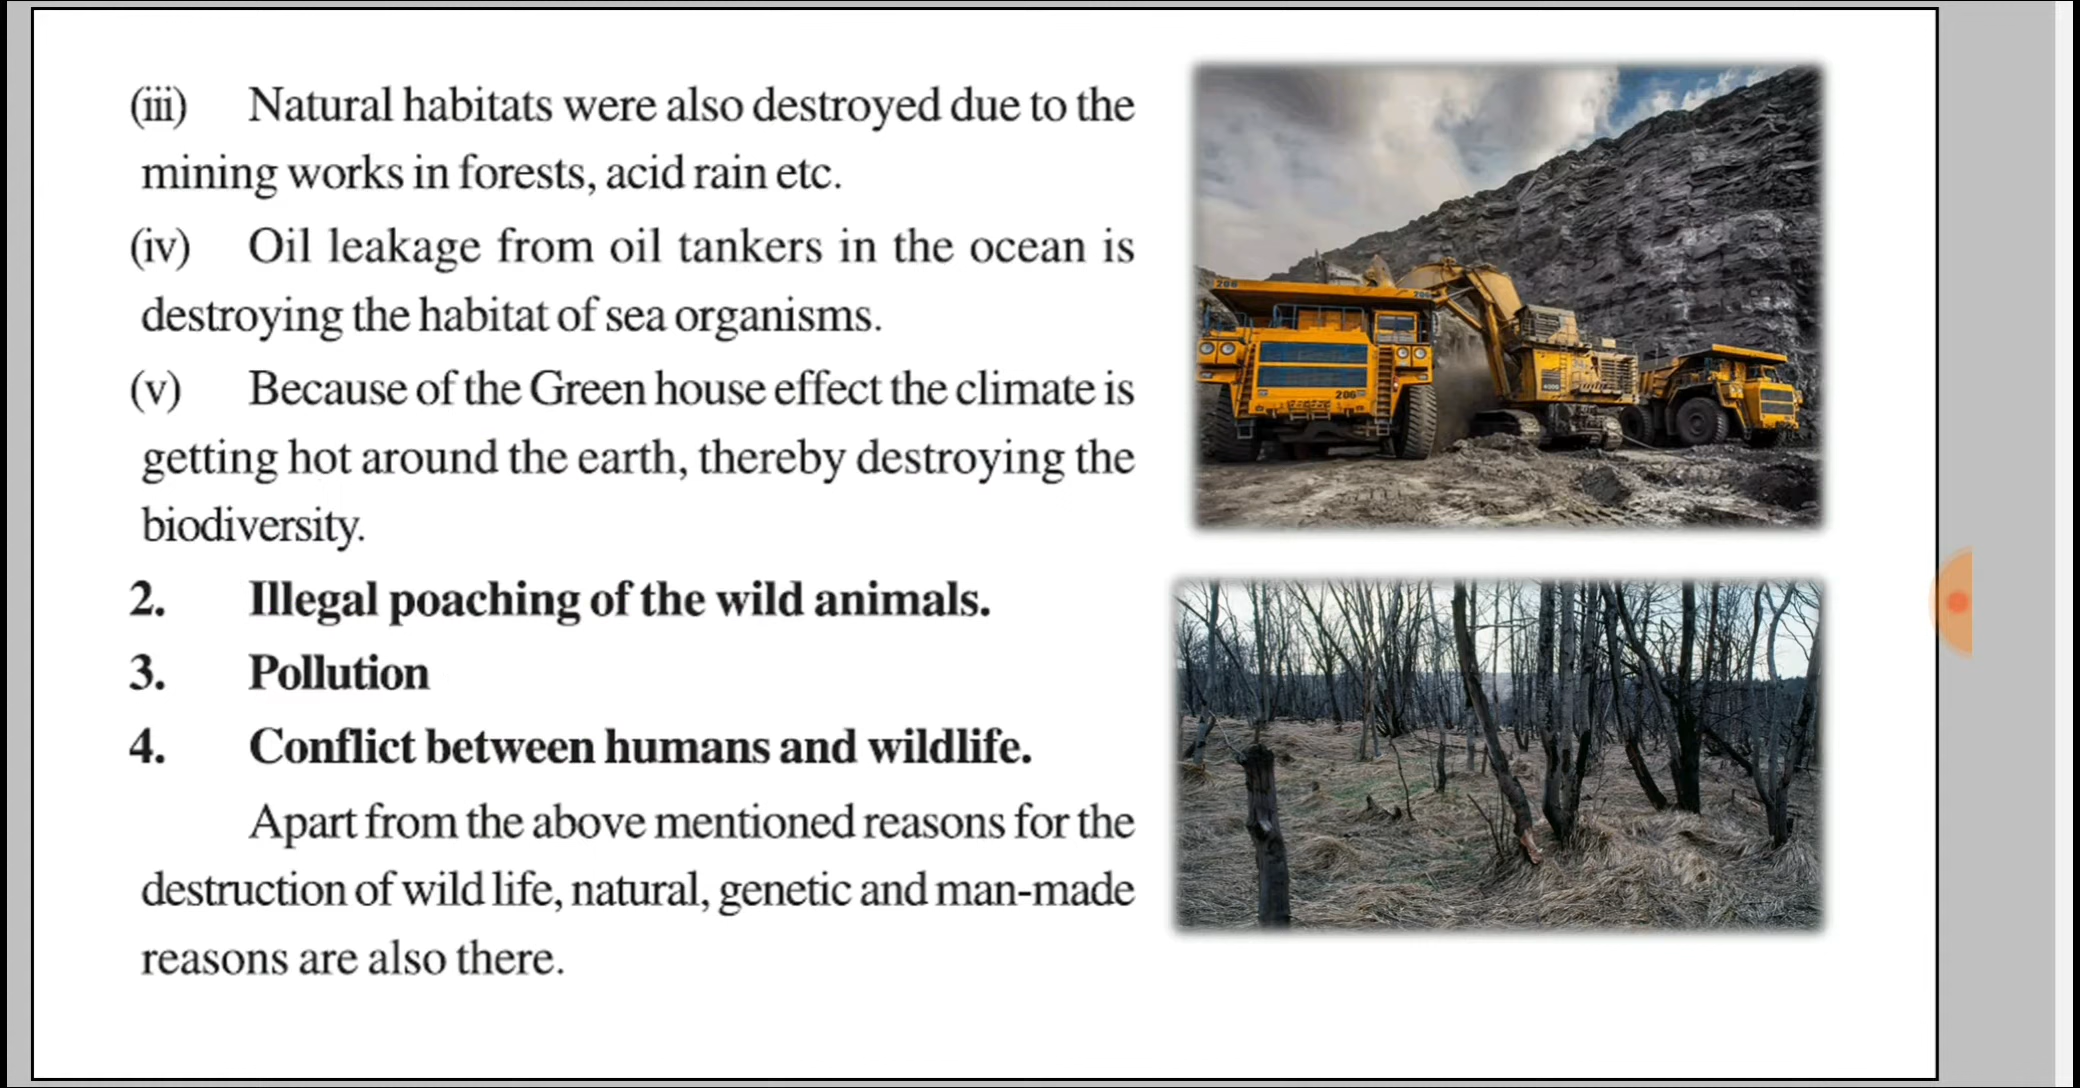 (iii) Natural habitats were also destroyed due to the
mining works in forests, acid rain etc.
(iv) Oil leakage from oil tankers in the ocean is
destroying the habitat of sea organisms.
(v) Because of the Green house effect the climate is
getting hot around the earth, thereby destroying the
biodiversity.
2. Illegal poaching of the wild animals.
3. Pollution
4. Conflict between humans and wildlife.
Apart from the above mentioned reasons for the
destruction of wild life, natural, genetic and man-made
reasons are also there.
206
206
206